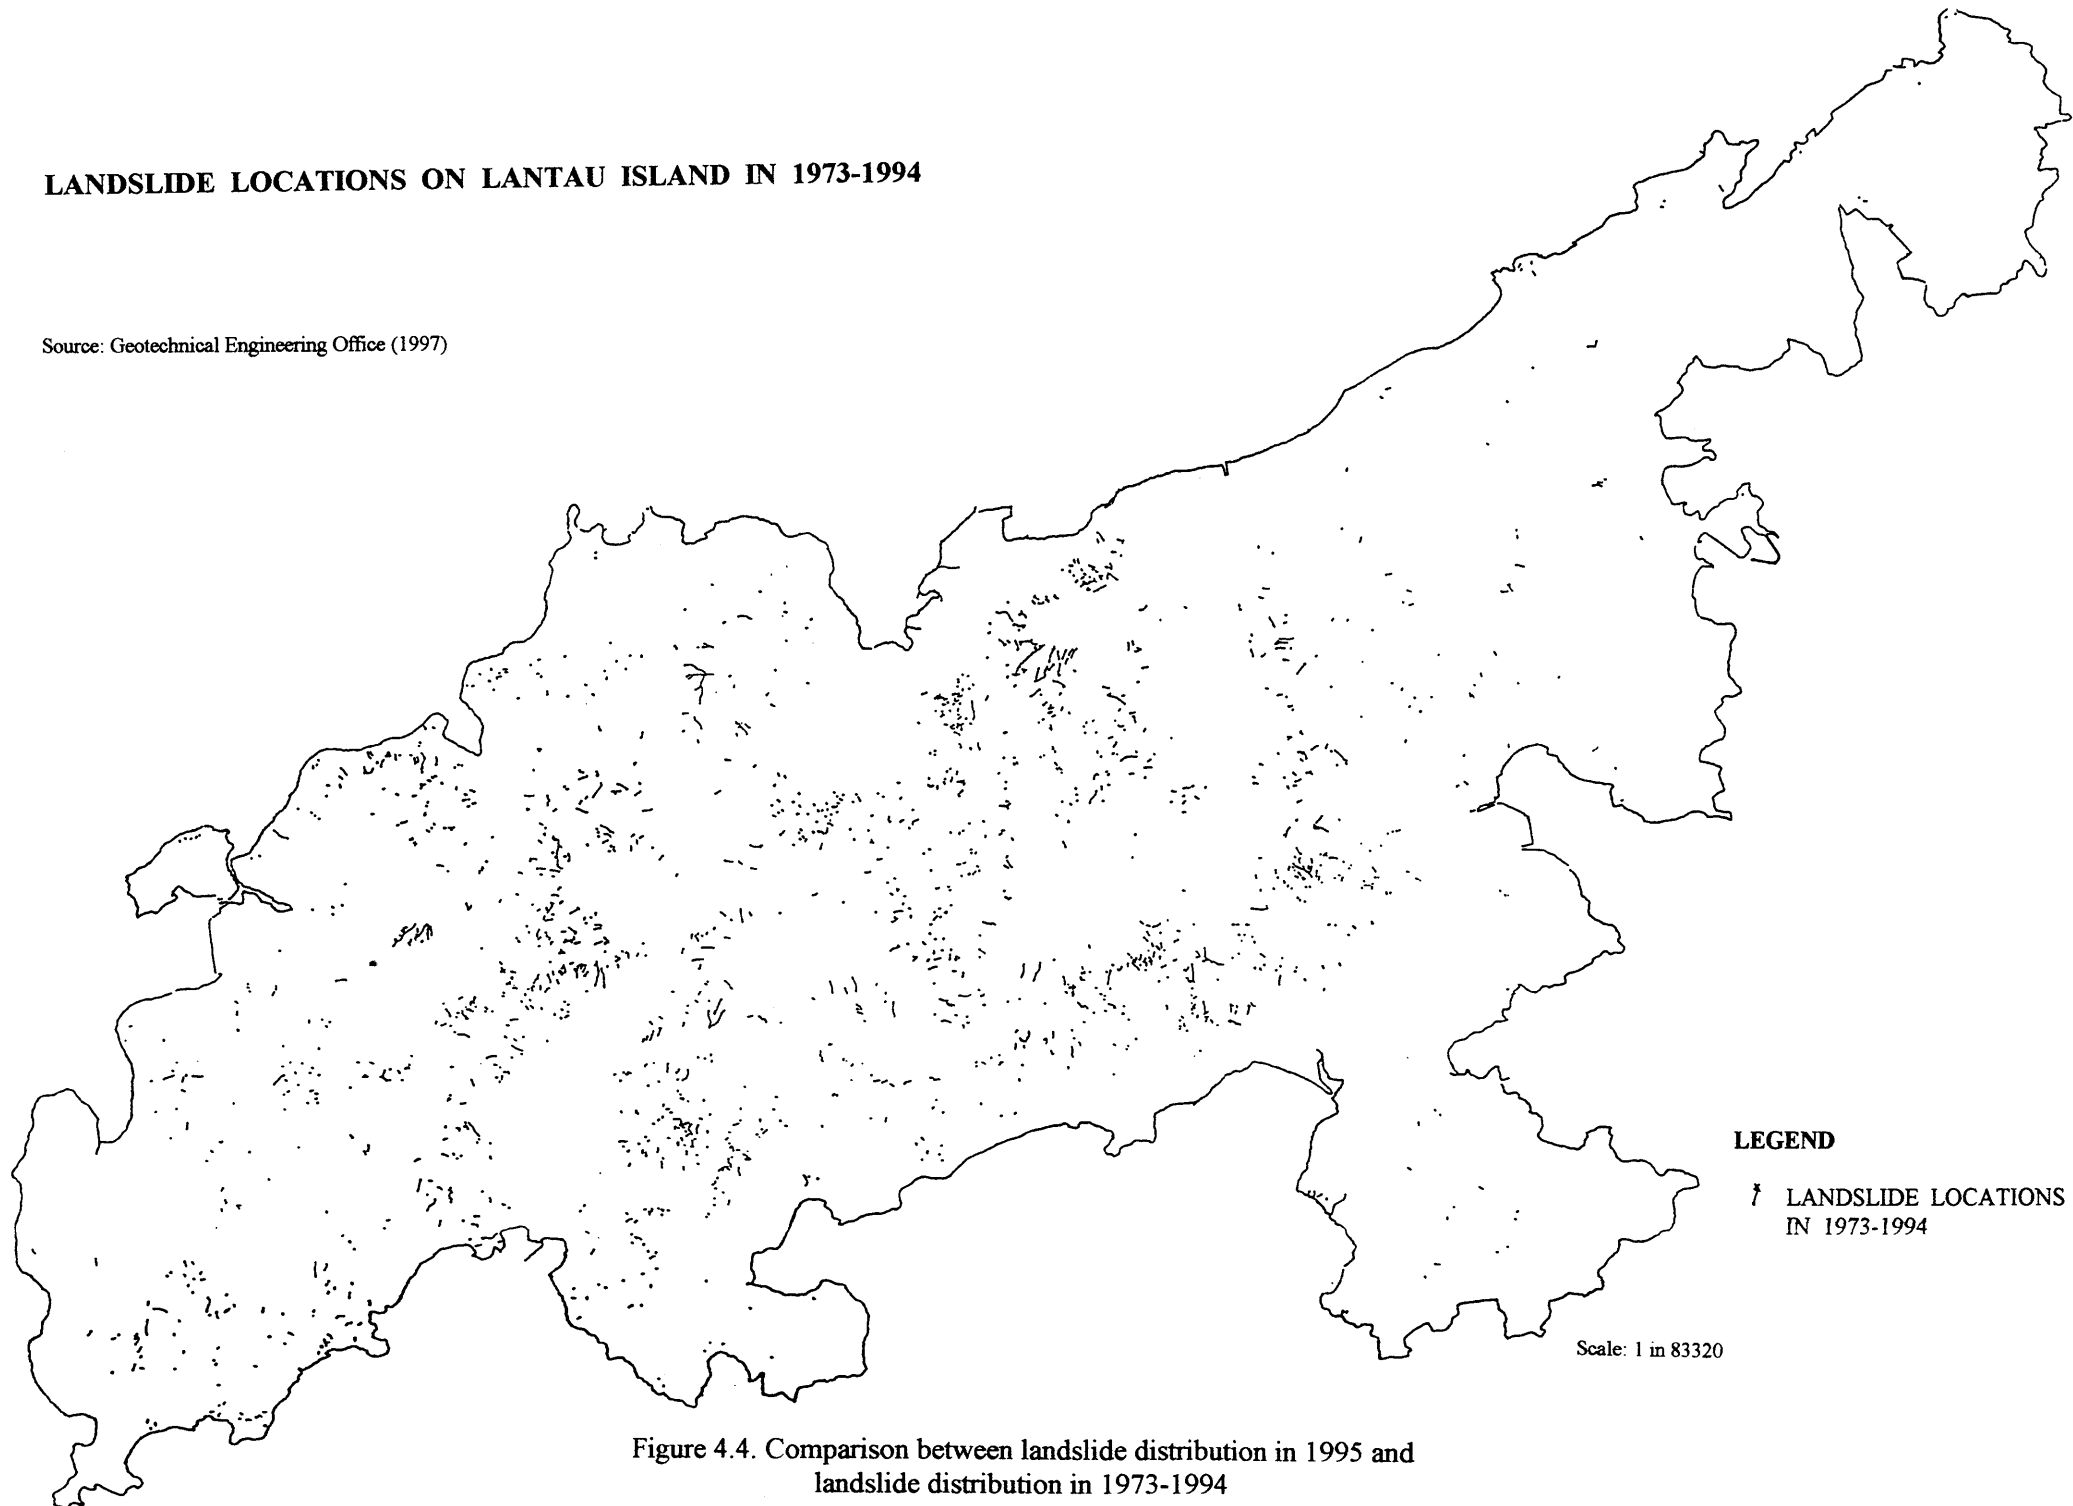 LANDSLIDE LOCATIONS ON LANTAU ISLAND IN 1973-1994
Source: Geotechnical Engineering Office (1997)
LEGEND
LANDSLIDE LOCATIONS
IN 1973-1994
Scale: 1 in 83320
Figure 4.4. Comparison between landslide distribution in 1995 and
landslide distribution in 1973-1994